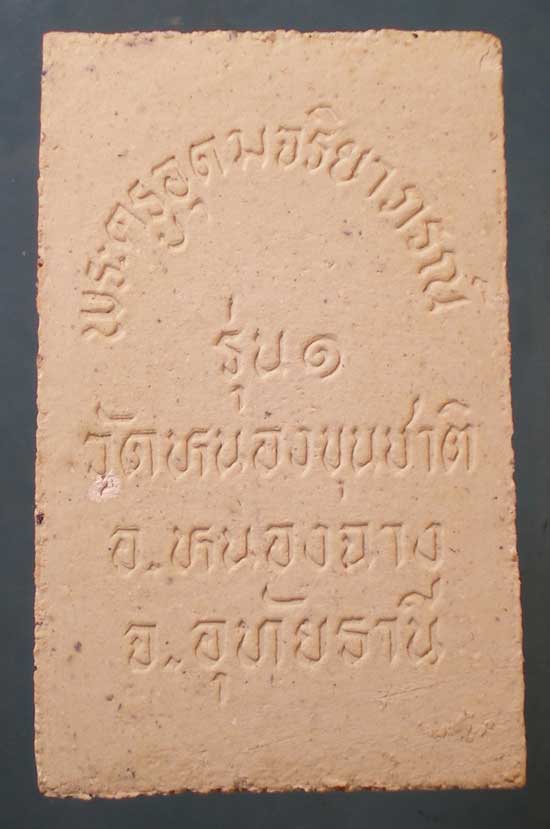 พระครูอุดมจริยาภรณ์
รุ่น ๑
วัดหนองขุนชาติ
อ. หนองฉาง
จ. อุทัยธานี